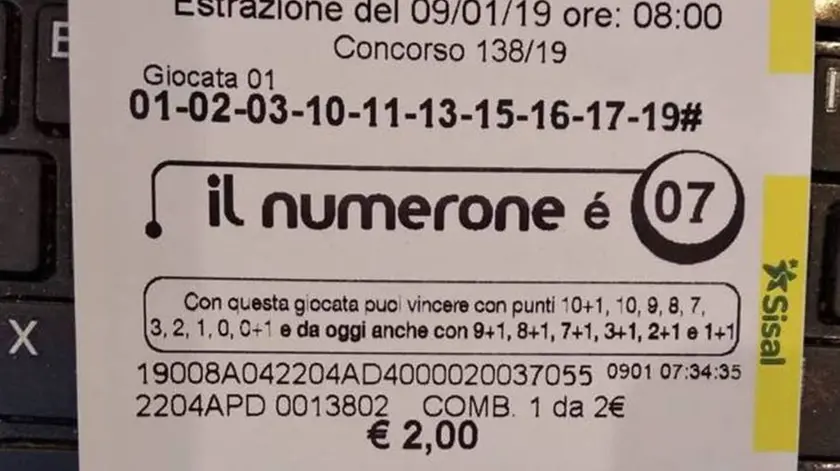 Estrazione del 09/01/19 ore: 08:00
Concorso 138/19
Giocata 01
01-02-03-10-11-13-15-16-17-19#
il numerone é 07
Con questa giocata puoi vincere con punti 10+1, 10, 9, 8, 7,
3, 2, 1, 0, 0+1 e da oggi anche con 9+1, 8+1, 7+1, 3+1, 2+1 e 1+1
19008A042204AD4000020037055 0901 07:34:35
2204APD 0013802 COMB. 1 da 2€
€ 2,00
Sisal
X